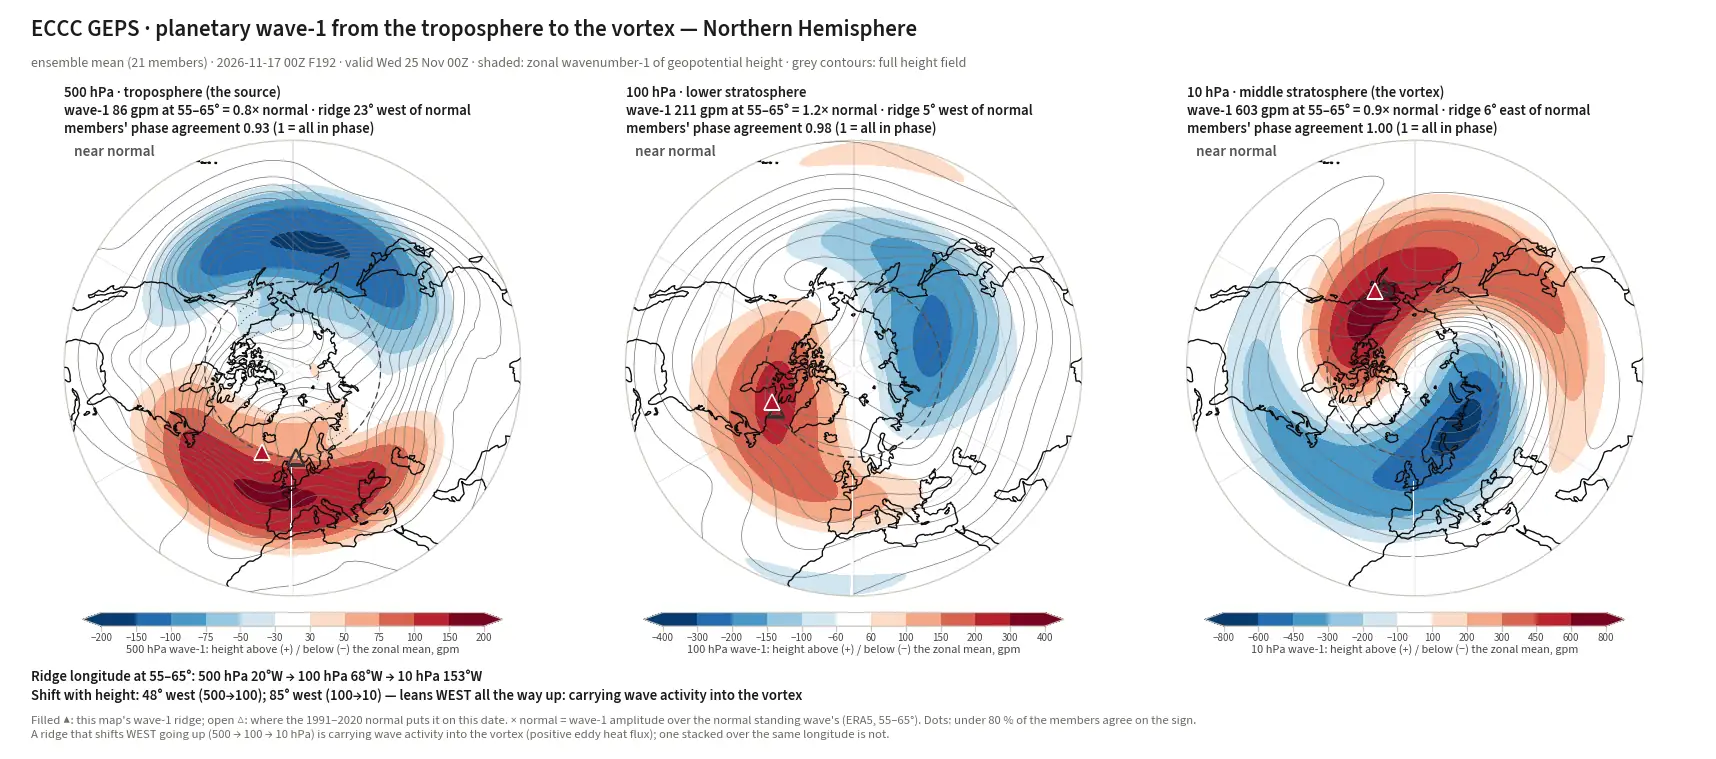 ECCC GEPS · planetary wave-1 from the troposphere to the vortex — Northern Hemisphere
ensemble mean (21 members) · 2026-11-17 00Z F192 · valid Wed 25 Nov 00Z · shaded: zonal wavenumber-1 of geopotential height · grey contours: full height field
500 hPa · troposphere (the source)
wave-1 86 gpm at 55–65° = 0.8× normal · ridge 23° west of normal
members' phase agreement 0.93 (1 = all in phase)
near normal
100 hPa · lower stratosphere
wave-1 211 gpm at 55–65° = 1.2× normal · ridge 5° west of normal
members' phase agreement 0.98 (1 = all in phase)
near normal
10 hPa · middle stratosphere (the vortex)
wave-1 603 gpm at 55–65° = 0.9× normal · ridge 6° east of normal
members' phase agreement 1.00 (1 = all in phase)
near normal
−200 −150 −100 −75 −50 −30 30 50 75 100 150 200
500 hPa wave-1: height above (+) / below (−) the zonal mean, gpm
−400 −300 −200 −150 −100 −60 60 100 150 200 300 400
100 hPa wave-1: height above (+) / below (−) the zonal mean, gpm
−800 −600 −450 −300 −200 −100 100 200 300 450 600 800
10 hPa wave-1: height above (+) / below (−) the zonal mean, gpm
Ridge longitude at 55–65°: 500 hPa 20°W → 100 hPa 68°W → 10 hPa 153°W
Shift with height: 48° west (500→100); 85° west (100→10) — leans WEST all the way up: carrying wave activity into the vortex
Filled ▲: this map's wave-1 ridge; open △: where the 1991–2020 normal puts it on this date. × normal = wave-1 amplitude over the normal standing wave's (ERA5, 55–65°). Dots: under 80 % of the members agree on the sign.
A ridge that shifts WEST going up (500 → 100 → 10 hPa) is carrying wave activity into the vortex (positive eddy heat flux); one stacked over the same longitude is not.